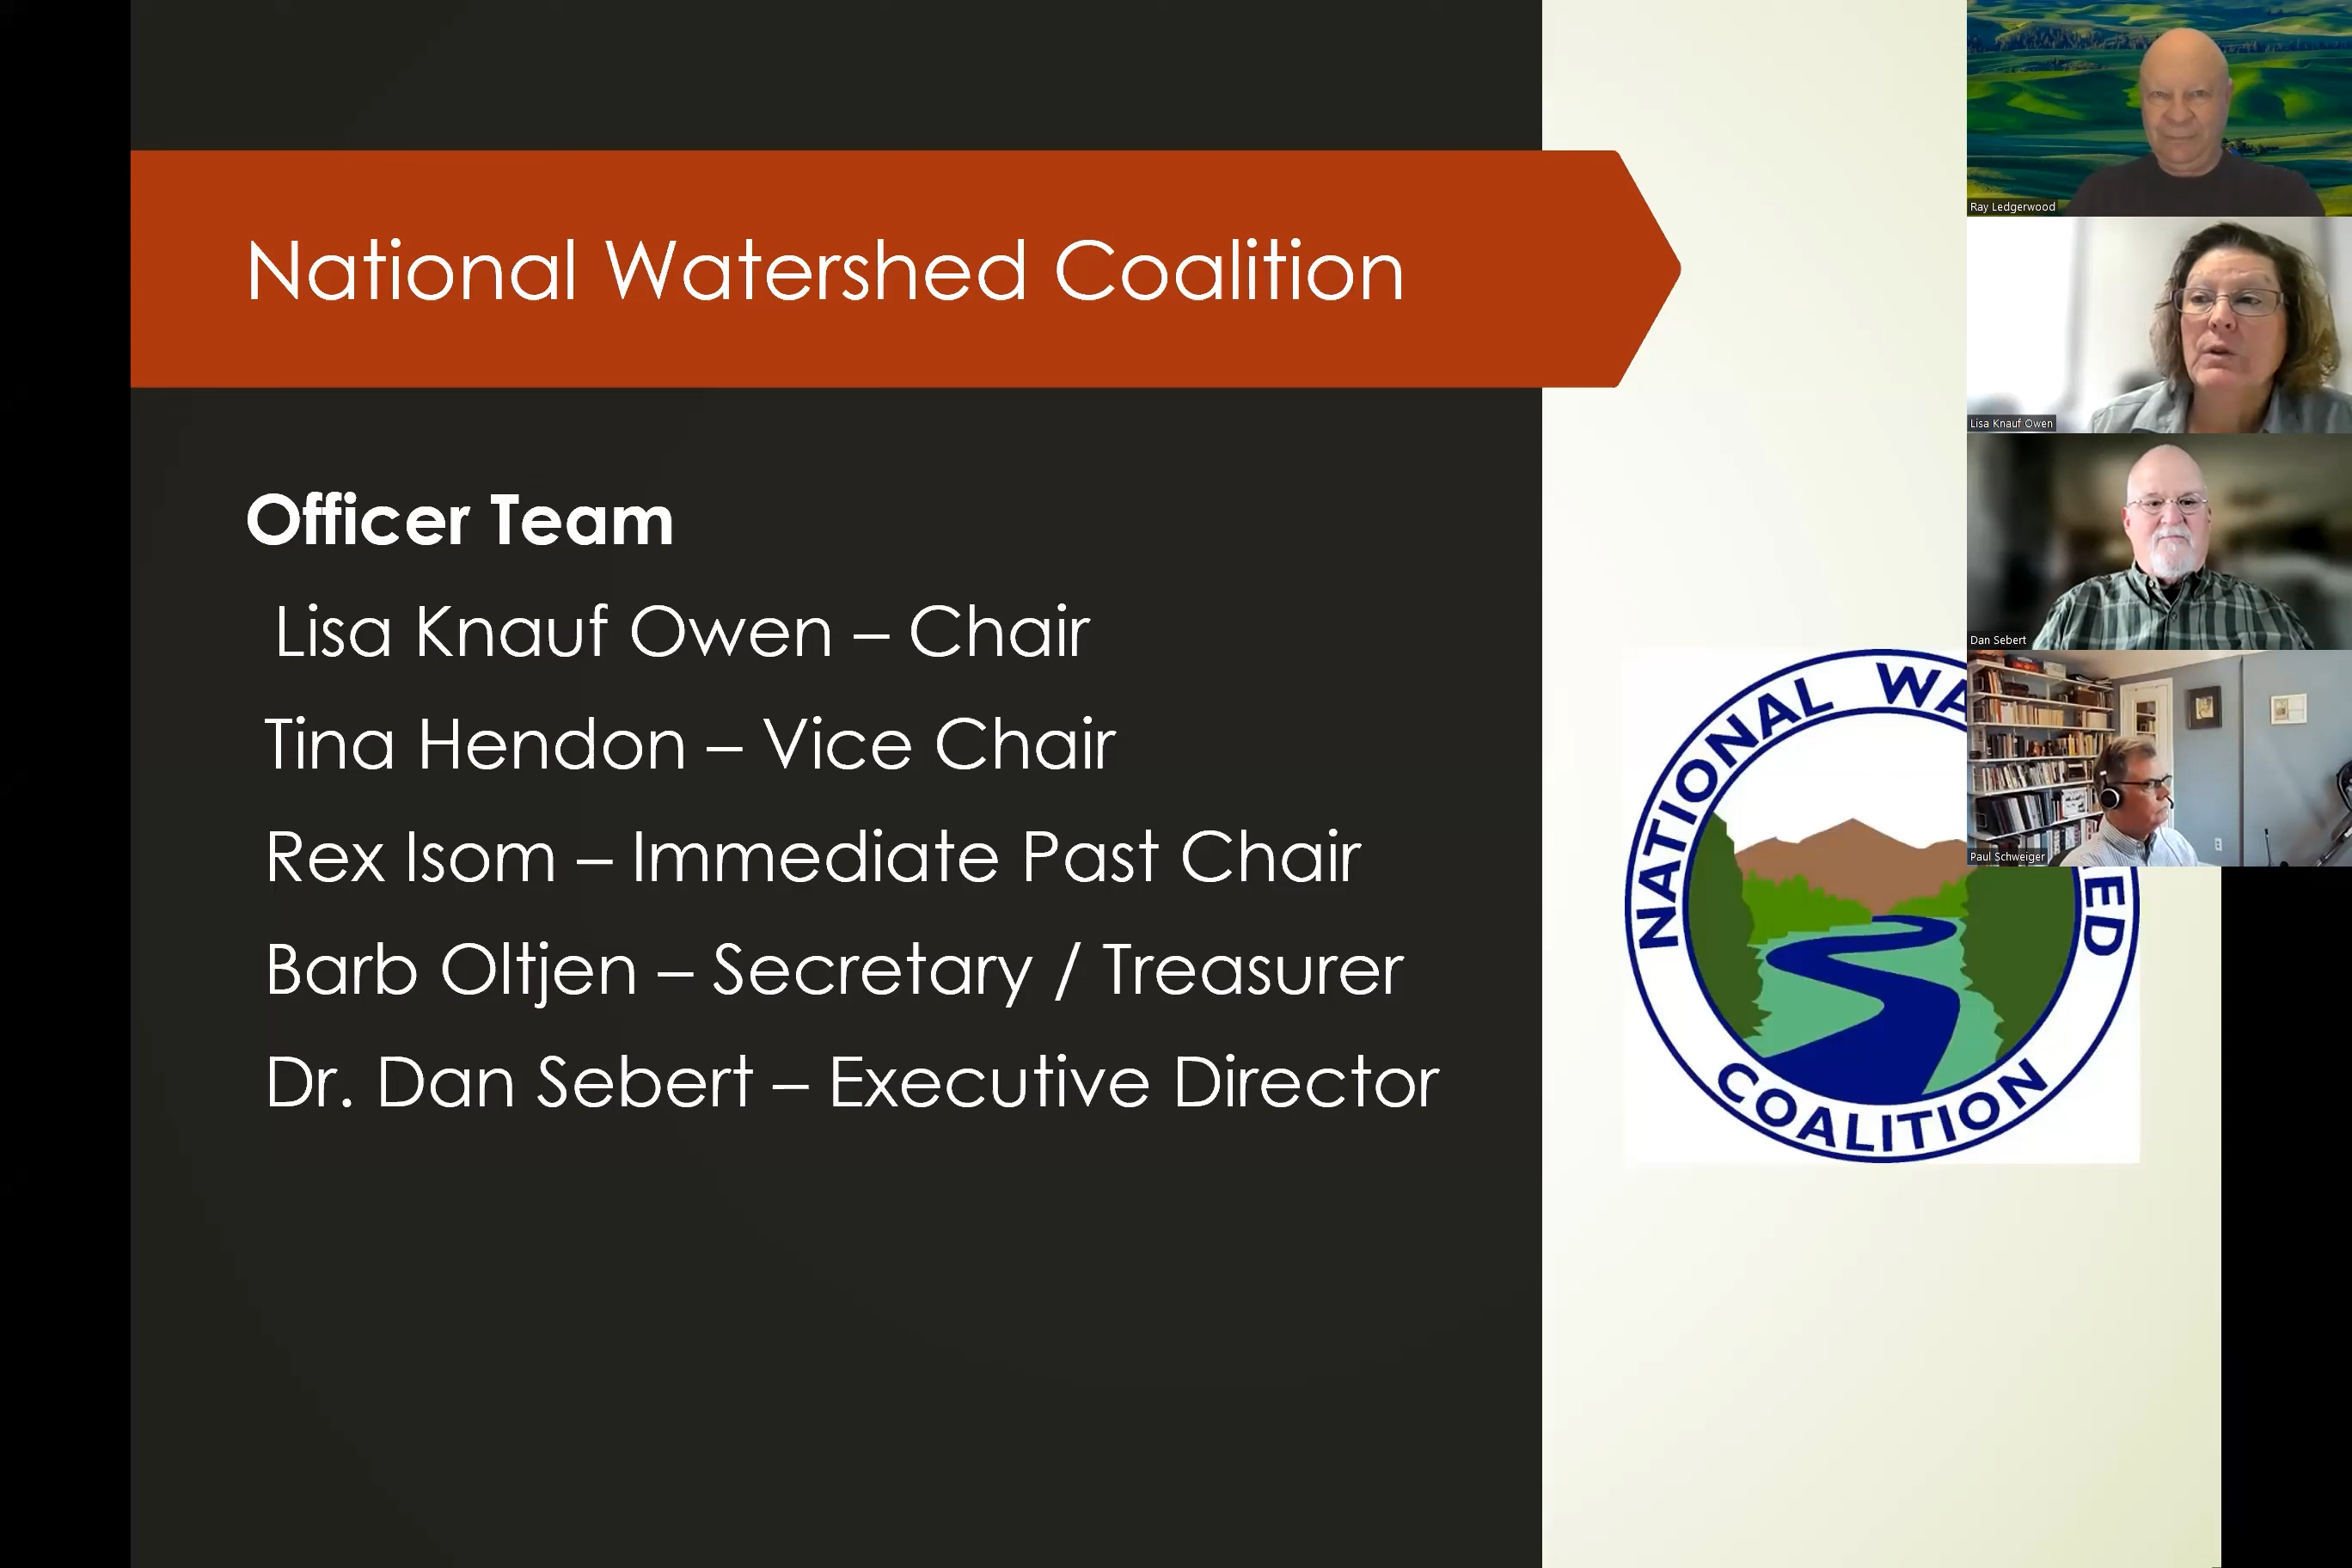 National Watershed Coalition
Officer Team
Lisa Knauf Owen – Chair
Tina Hendon – Vice Chair
Rex Isom – Immediate Past Chair
Barb Oltjen – Secretary / Treasurer
Dr. Dan Sebert – Executive Director
NATIONAL
COALITION
Ray Ledgerwood
Lisa Knauf Owen
Dan Sebert
Paul Schweiger